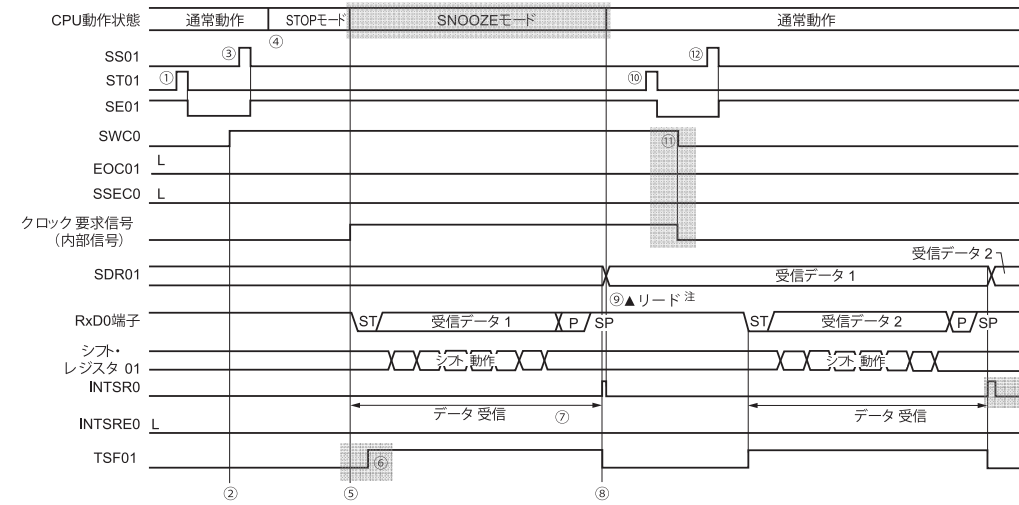 CPU動作状態 通常動作 STOPモード SNOOZEモード 通常動作
④
SS01 ③ ⑫
ST01 ① ⑩
SE01
SWC0 ⑪
EOC01 L
SSEC0 L
クロック要求信号
(内部信号)
受信データ 2
SDR01 受信データ 1
⑨▲リード 注
RxD0端子 ST 受信データ 1 P SP ST 受信データ 2 P SP
シフト・
レジスタ 01 シフト 動作 シフト 動作
INTSR0
データ 受信 ⑦ データ 受信
INTSRE0 L
TSF01 ⑥
② ⑤ ⑧